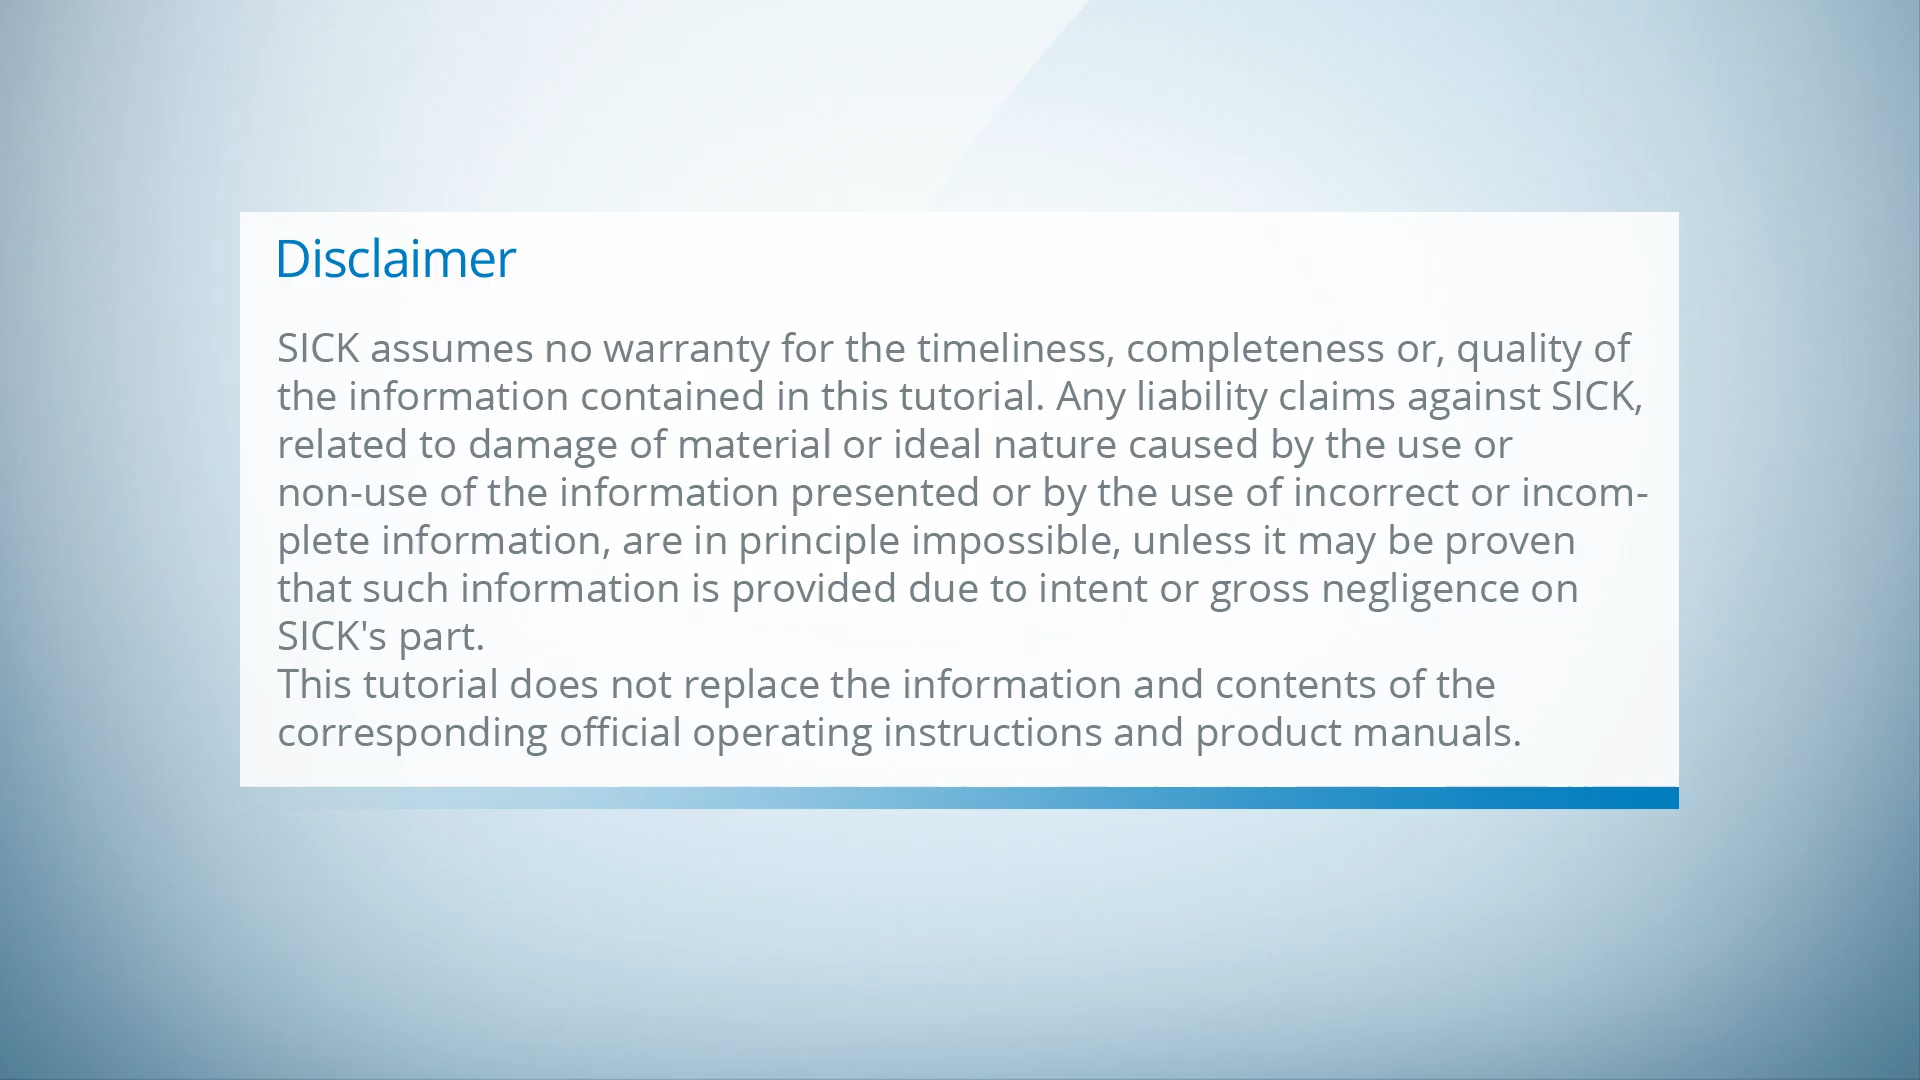 Disclaimer
SICK assumes no warranty for the timeliness, completeness or, quality of
the information contained in this tutorial. Any liability claims against SICK,
related to damage of material or ideal nature caused by the use or
non-use of the information presented or by the use of incorrect or incom-
plete information, are in principle impossible, unless it may be proven
that such information is provided due to intent or gross negligence on
SICK's part.
This tutorial does not replace the information and contents of the
corresponding official operating instructions and product manuals.